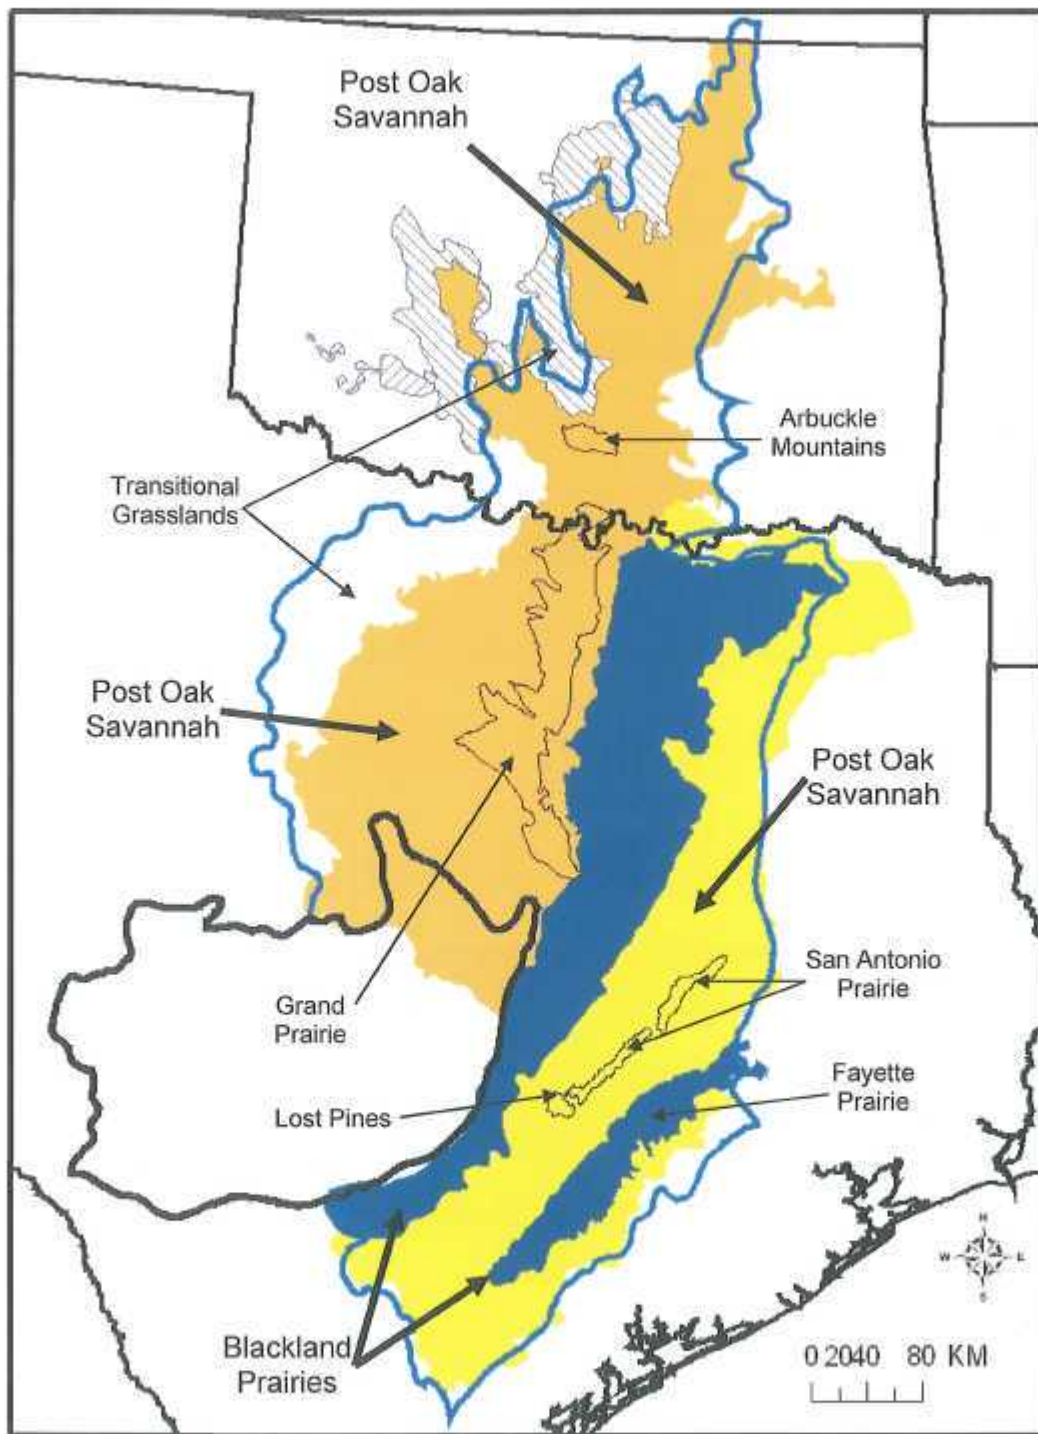 Post Oak
Savannah
Arbuckle
Mountains
Transitional
Grasslands
Post Oak
Savannah
Post Oak
Savannah
San Antonio
Prairie
Grand
Prairie
Fayette
Prairie
Lost Pines
N
W E
S
Blackland
Prairies
0 2040 80 KM